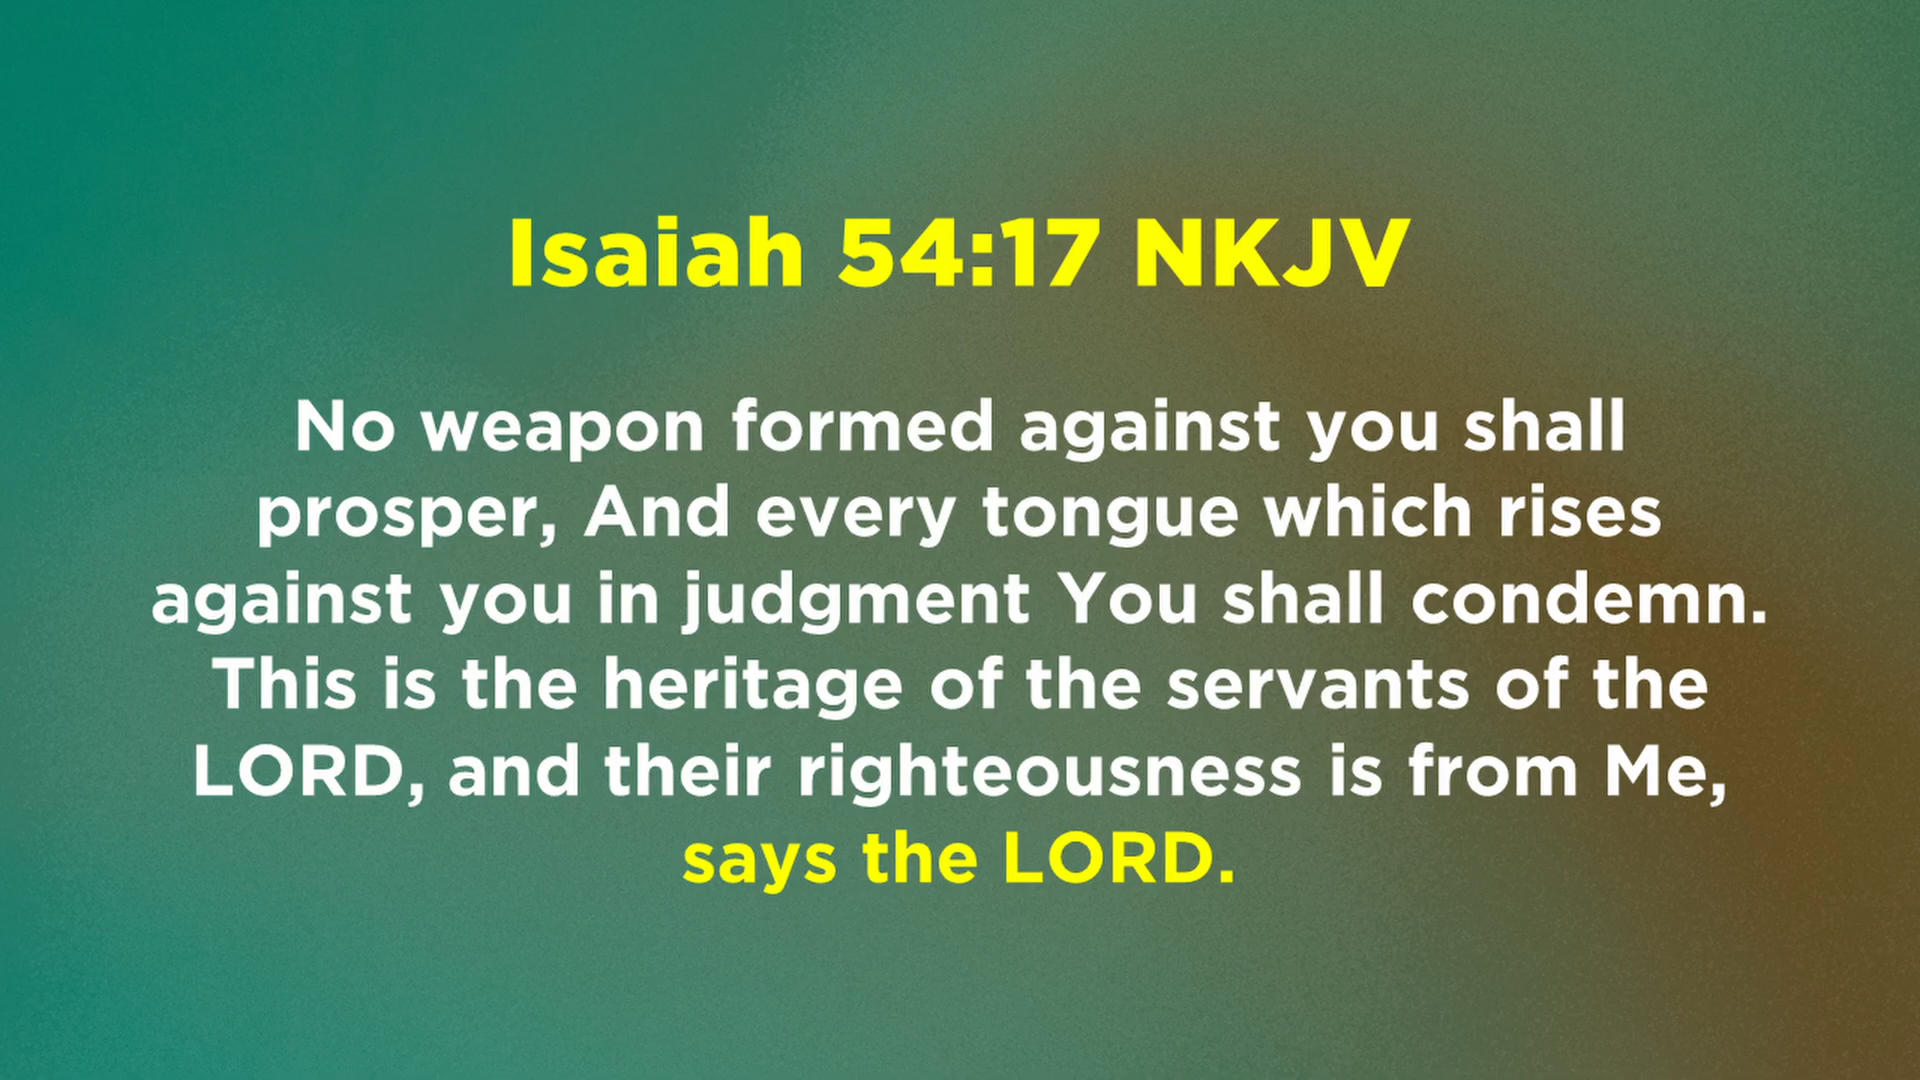 Isaiah 54:17 NKJV
No weapon formed against you shall
prosper, And every tongue which rises
against you in judgment You shall condemn.
This is the heritage of the servants of the
LORD, and their righteousness is from Me,
says the LORD.